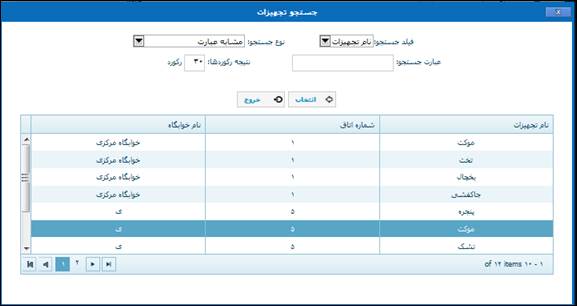 جستجو تجهیزات
x
فیلد جستجو: نام تجهیزات نوع جستجو: مشابه عبارت
عبارت جستجو: نتیجه رکوردها: ۳۰ رکورد
انتخاب خروج
نام تجهیزات شماره اتاق نام خوابگاه
موکت ۱ خوابگاه مرکزی
تخت ۱ خوابگاه مرکزی
یخچال ۱ خوابگاه مرکزی
جاکفشی ۱ خوابگاه مرکزی
پنجره ۵ ی
موکت ۵ ی
تشک ۵ ی
۱ - ۱۰ of ۱۲ items ۱ ۲